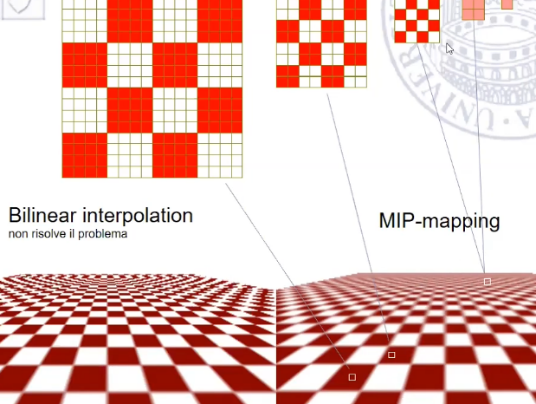 Bilinear interpolation
non risolve il problema
MIP-mapping